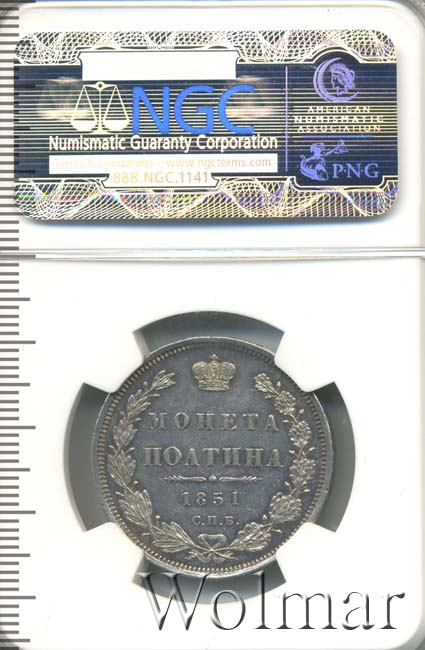 NGC
Numismatic Guaranty Corporation
Terms & Conditions – www.ngcterms.com
888.NGC.1141
AMERICAN
NUMISMATIC
ASSOCIATION
P·N·G
МОНЕТА
ПОЛТИНА
1851
С.П.Б.
Wolmar